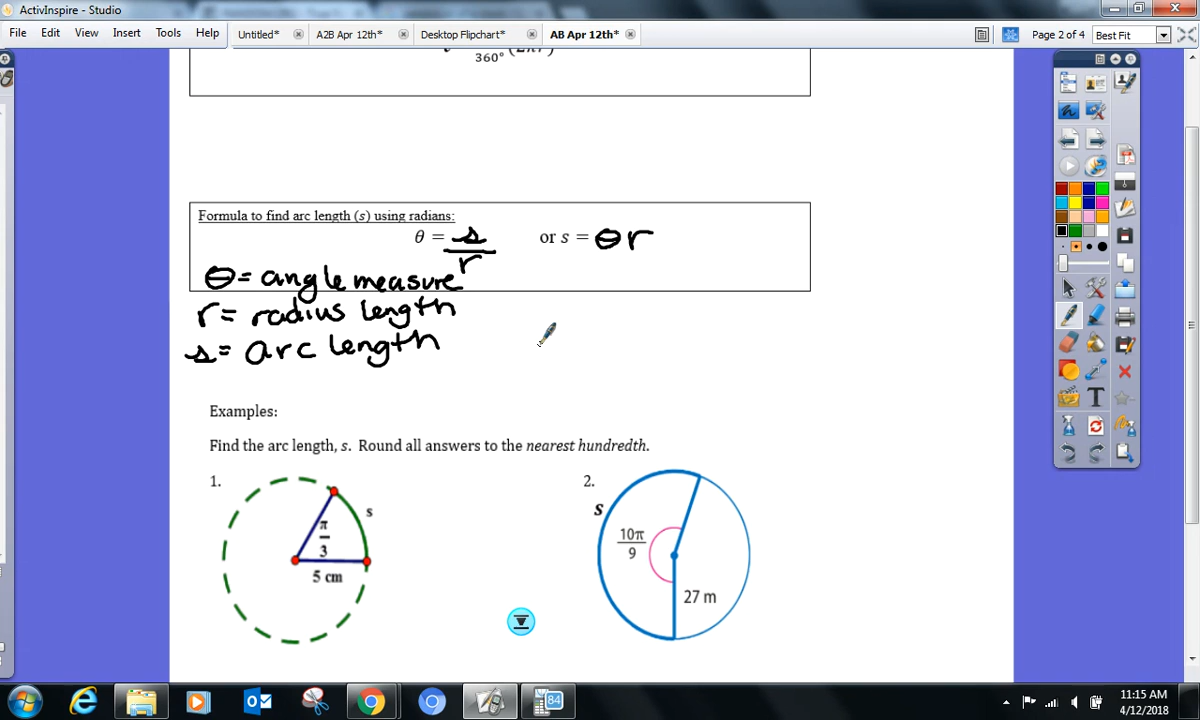 ActivInspire - Studio
File Edit View Insert Tools Help Untitled* A2B Apr 12th* Desktop Flipchart* AB Apr 12th* Page 2 of 4 Best Fit
360°
Formula to find arc length (s) using radians:
θ = s/r or s = θr
θ = angle measure
r = radius length
s = arc length
Examples:
Find the arc length, s. Round all answers to the nearest hundredth.
1.
s
π/3
5 cm
2.
s
10π/9
27 m
84
11:15 AM
4/12/2018